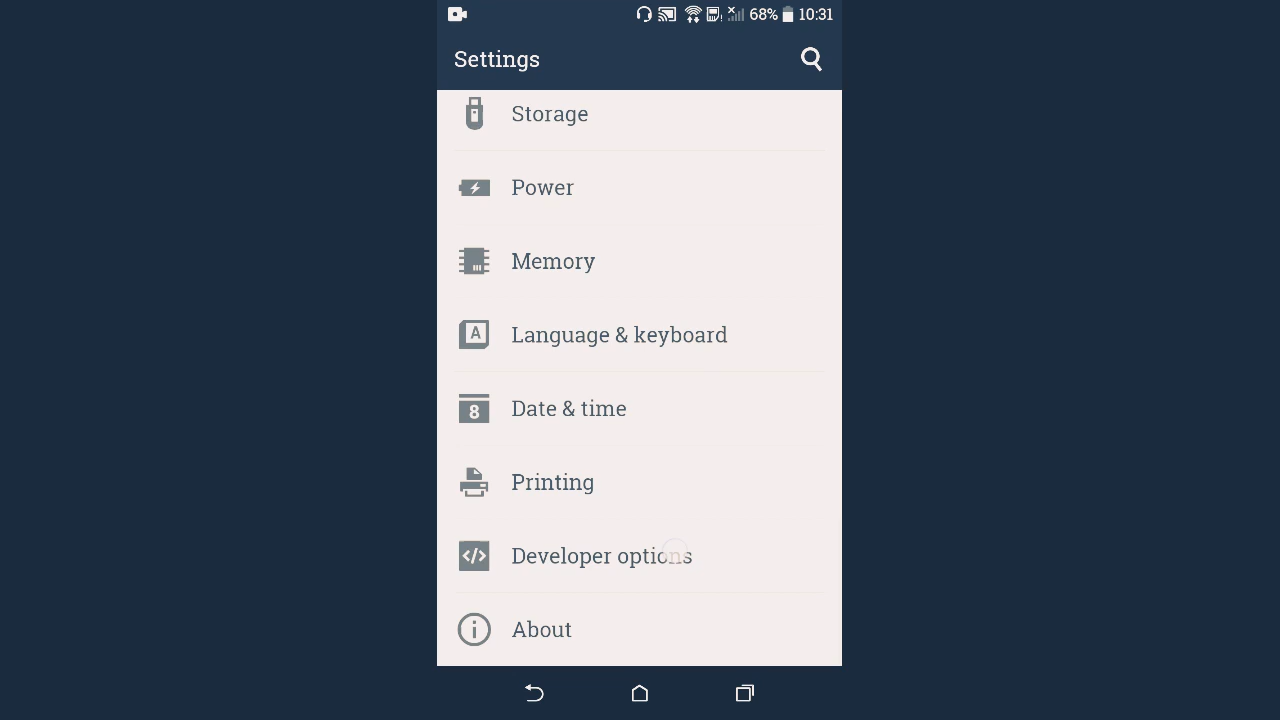 68% 10:31
Settings
Storage
Power
Memory
A Language & keyboard
8 Date & time
Printing
</> Developer options
i About